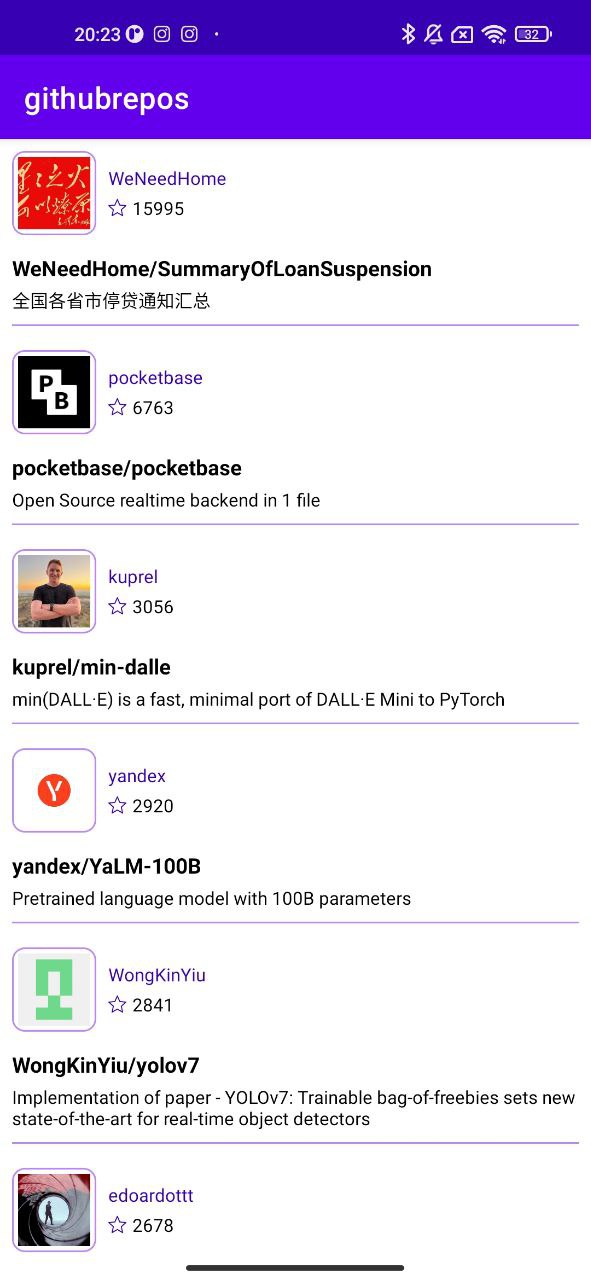 20:23
32
githubrepos
WeNeedHome
15995
WeNeedHome/SummaryOfLoanSuspension
全国各省市停贷通知汇总
pocketbase
6763
P
B
pocketbase/pocketbase
Open Source realtime backend in 1 file
kuprel
3056
kuprel/min-dalle
min(DALL·E) is a fast, minimal port of DALL·E Mini to PyTorch
Y
yandex
2920
yandex/YaLM-100B
Pretrained language model with 100B parameters
WongKinYiu
2841
WongKinYiu/yolov7
Implementation of paper - YOLOv7: Trainable bag-of-freebies sets new
state-of-the-art for real-time object detectors
edoardottt
2678